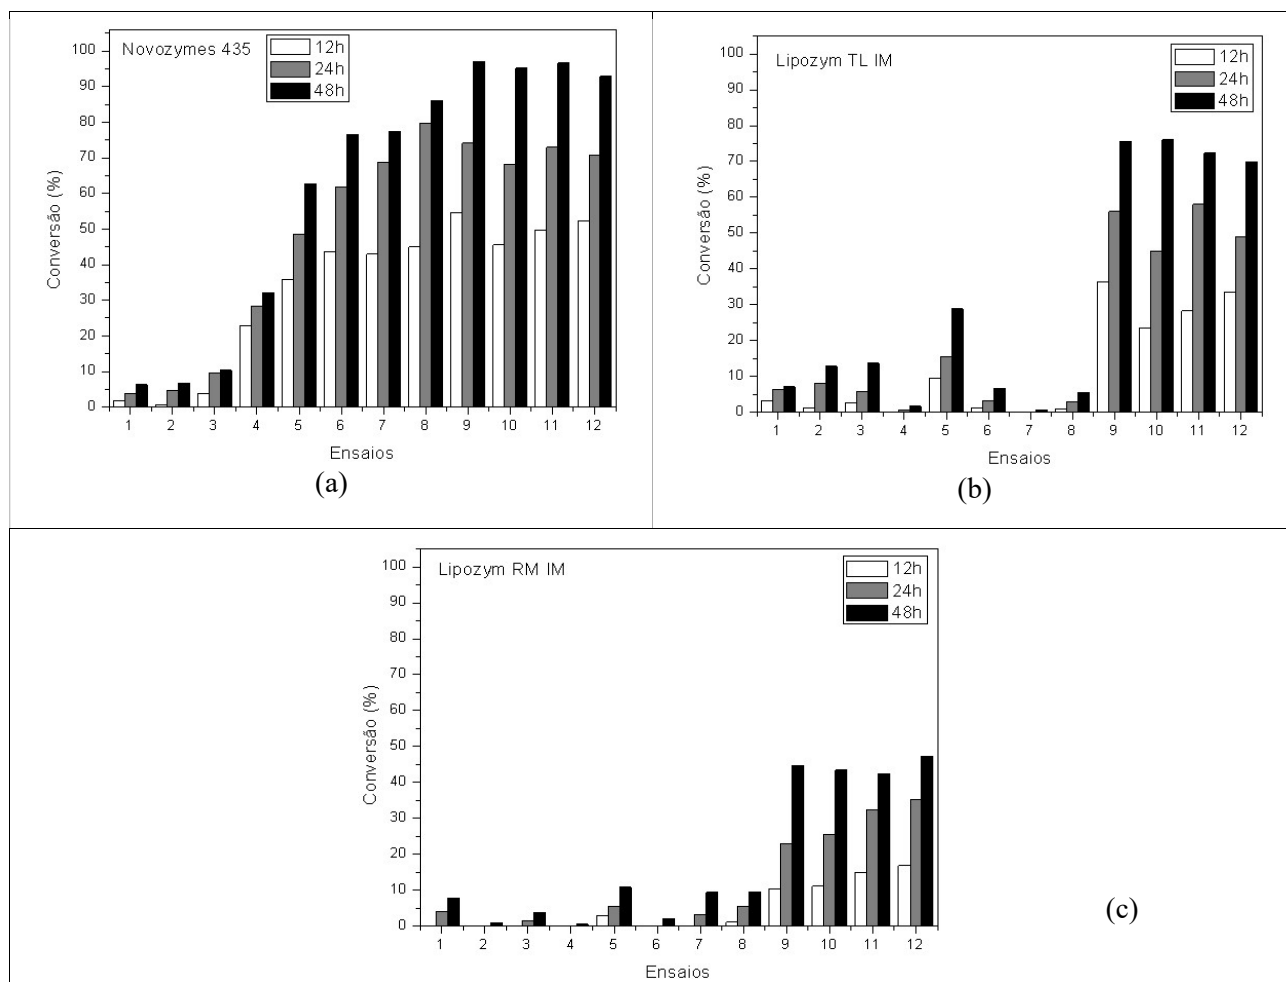 Novozymes 435
12h
24h
48h
100
90
80
70
60
50
40
30
20
10
0
Conversão (%)
1 2 3 4 5 6 7 8 9 10 11 12
Ensaios
(a)
Lipozym TL IM
12h
24h
48h
100
90
80
70
60
50
40
30
20
10
0
Conversão (%)
1 2 3 4 5 6 7 8 9 10 11 12
Ensaios
(b)
Lipozym RM IM
12h
24h
48h
100
90
80
70
60
50
40
30
20
10
0
Conversão (%)
1 2 3 4 5 6 7 8 9 10 11 12
Ensaios
(c)